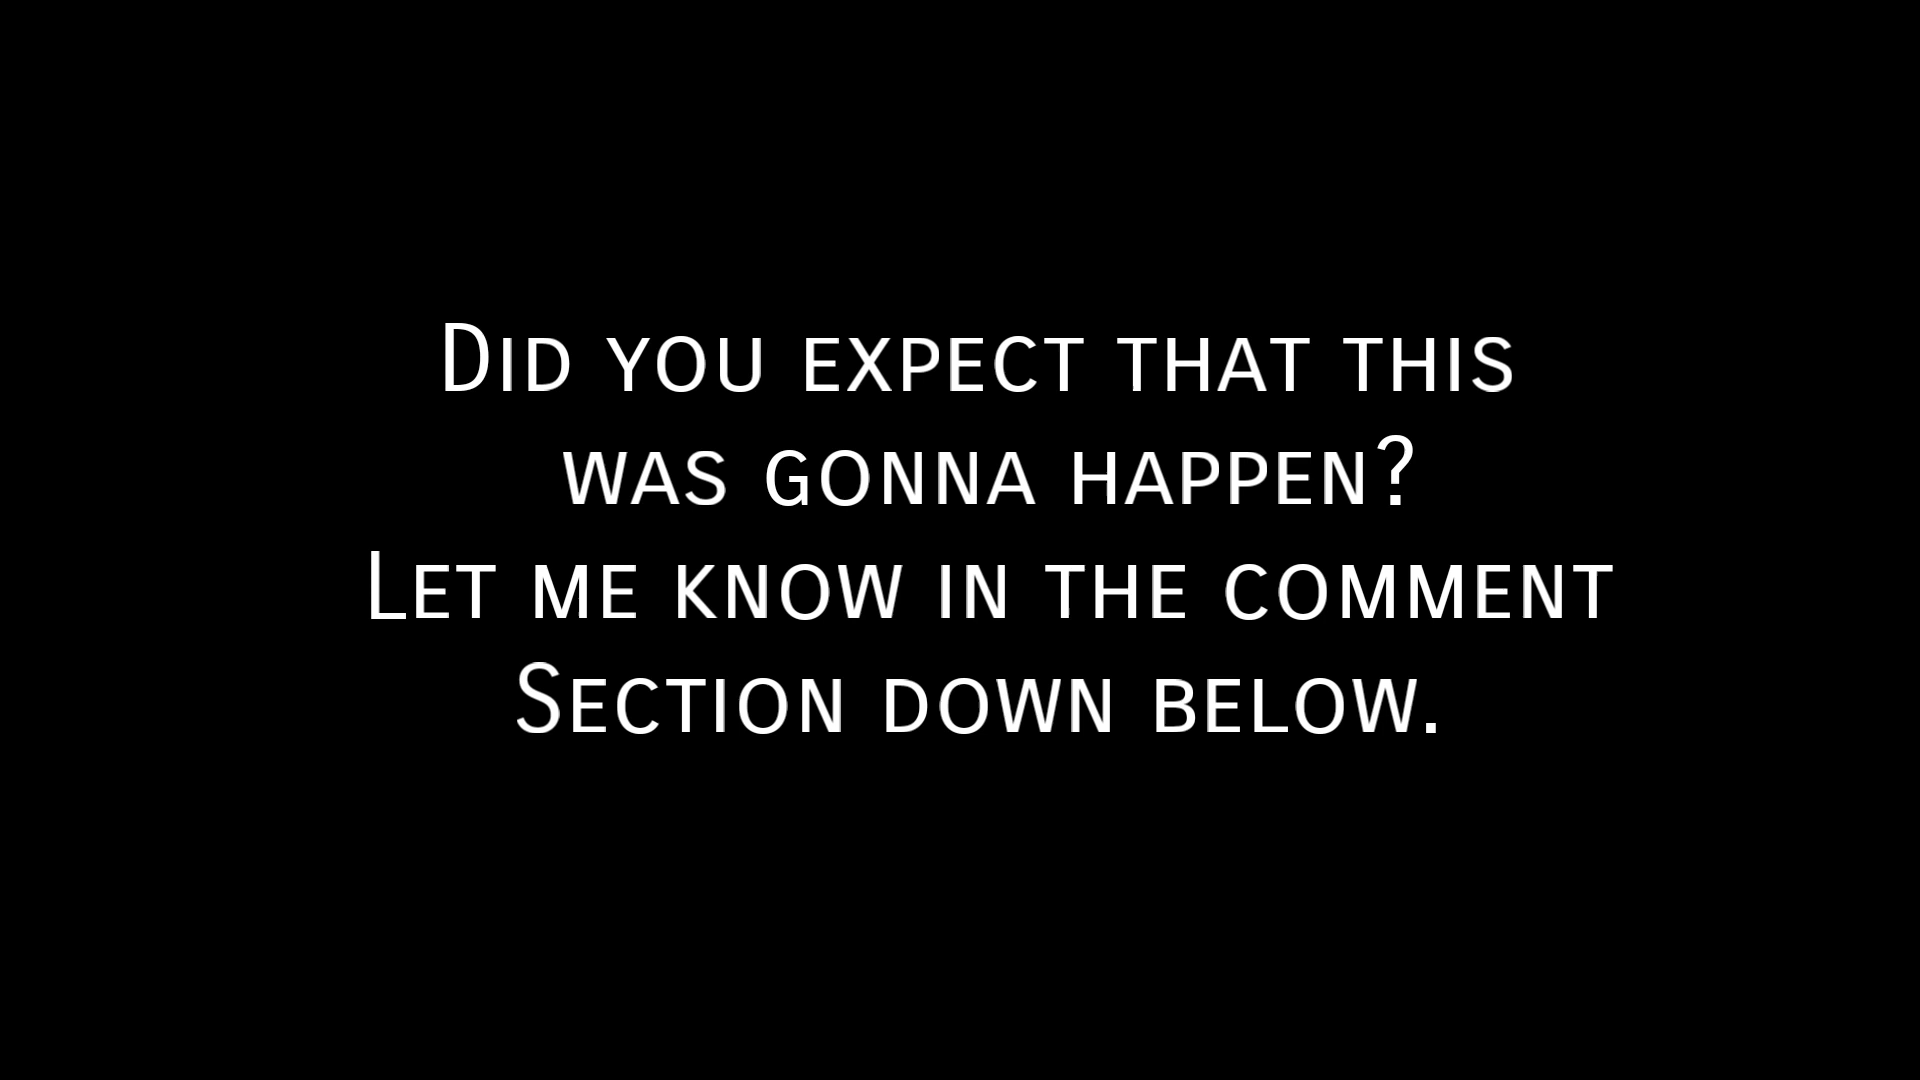 Did you expect that this
was gonna happen?
Let me know in the comment
Section down below.